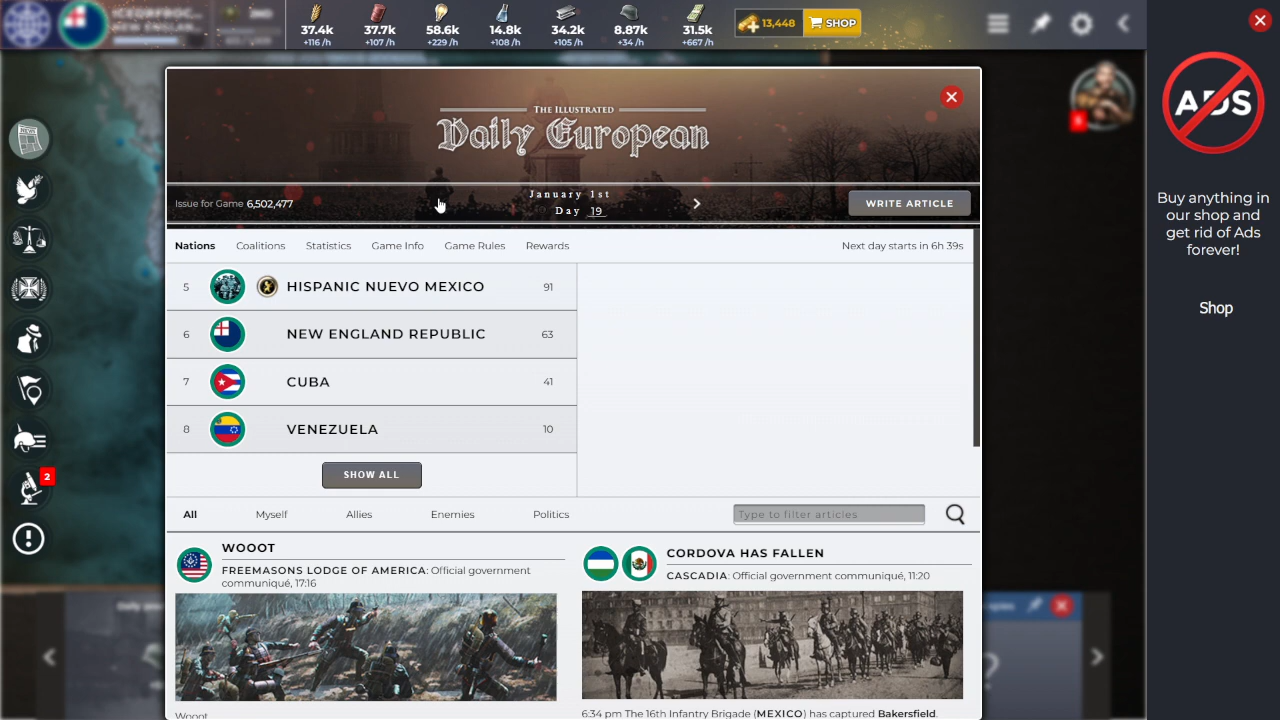 37.4k 37.7k 58.6k 14.8k 34.2k 8.87k 31.5k
+116 /h +107 /h +229 /h +108 /h +105 /h +34 /h +667 /h
13,448 SHOP
ADS
Buy anything in
our shop and
get rid of Ads
forever!
Shop
THE ILLUSTRATED
Daily European
January 1st
Issue for Game 6,502,477
Day 19
WRITE ARTICLE
Nations Coalitions Statistics Game Info Game Rules Rewards Next day starts in 6h 39s
5 HISPANIC NUEVO MEXICO 91
6 NEW ENGLAND REPUBLIC 63
7 CUBA 41
8 VENEZUELA 10
SHOW ALL
2
All Myself Allies Enemies Politics Type to filter articles
WOOOT
FREEMASONS LODGE OF AMERICA: Official government
communiqué, 17:16
Wooot
CORDOVA HAS FALLEN
CASCADIA: Official government communiqué, 11:20
6:34 pm The 16th Infantry Brigade (MEXICO) has captured Bakersfield.